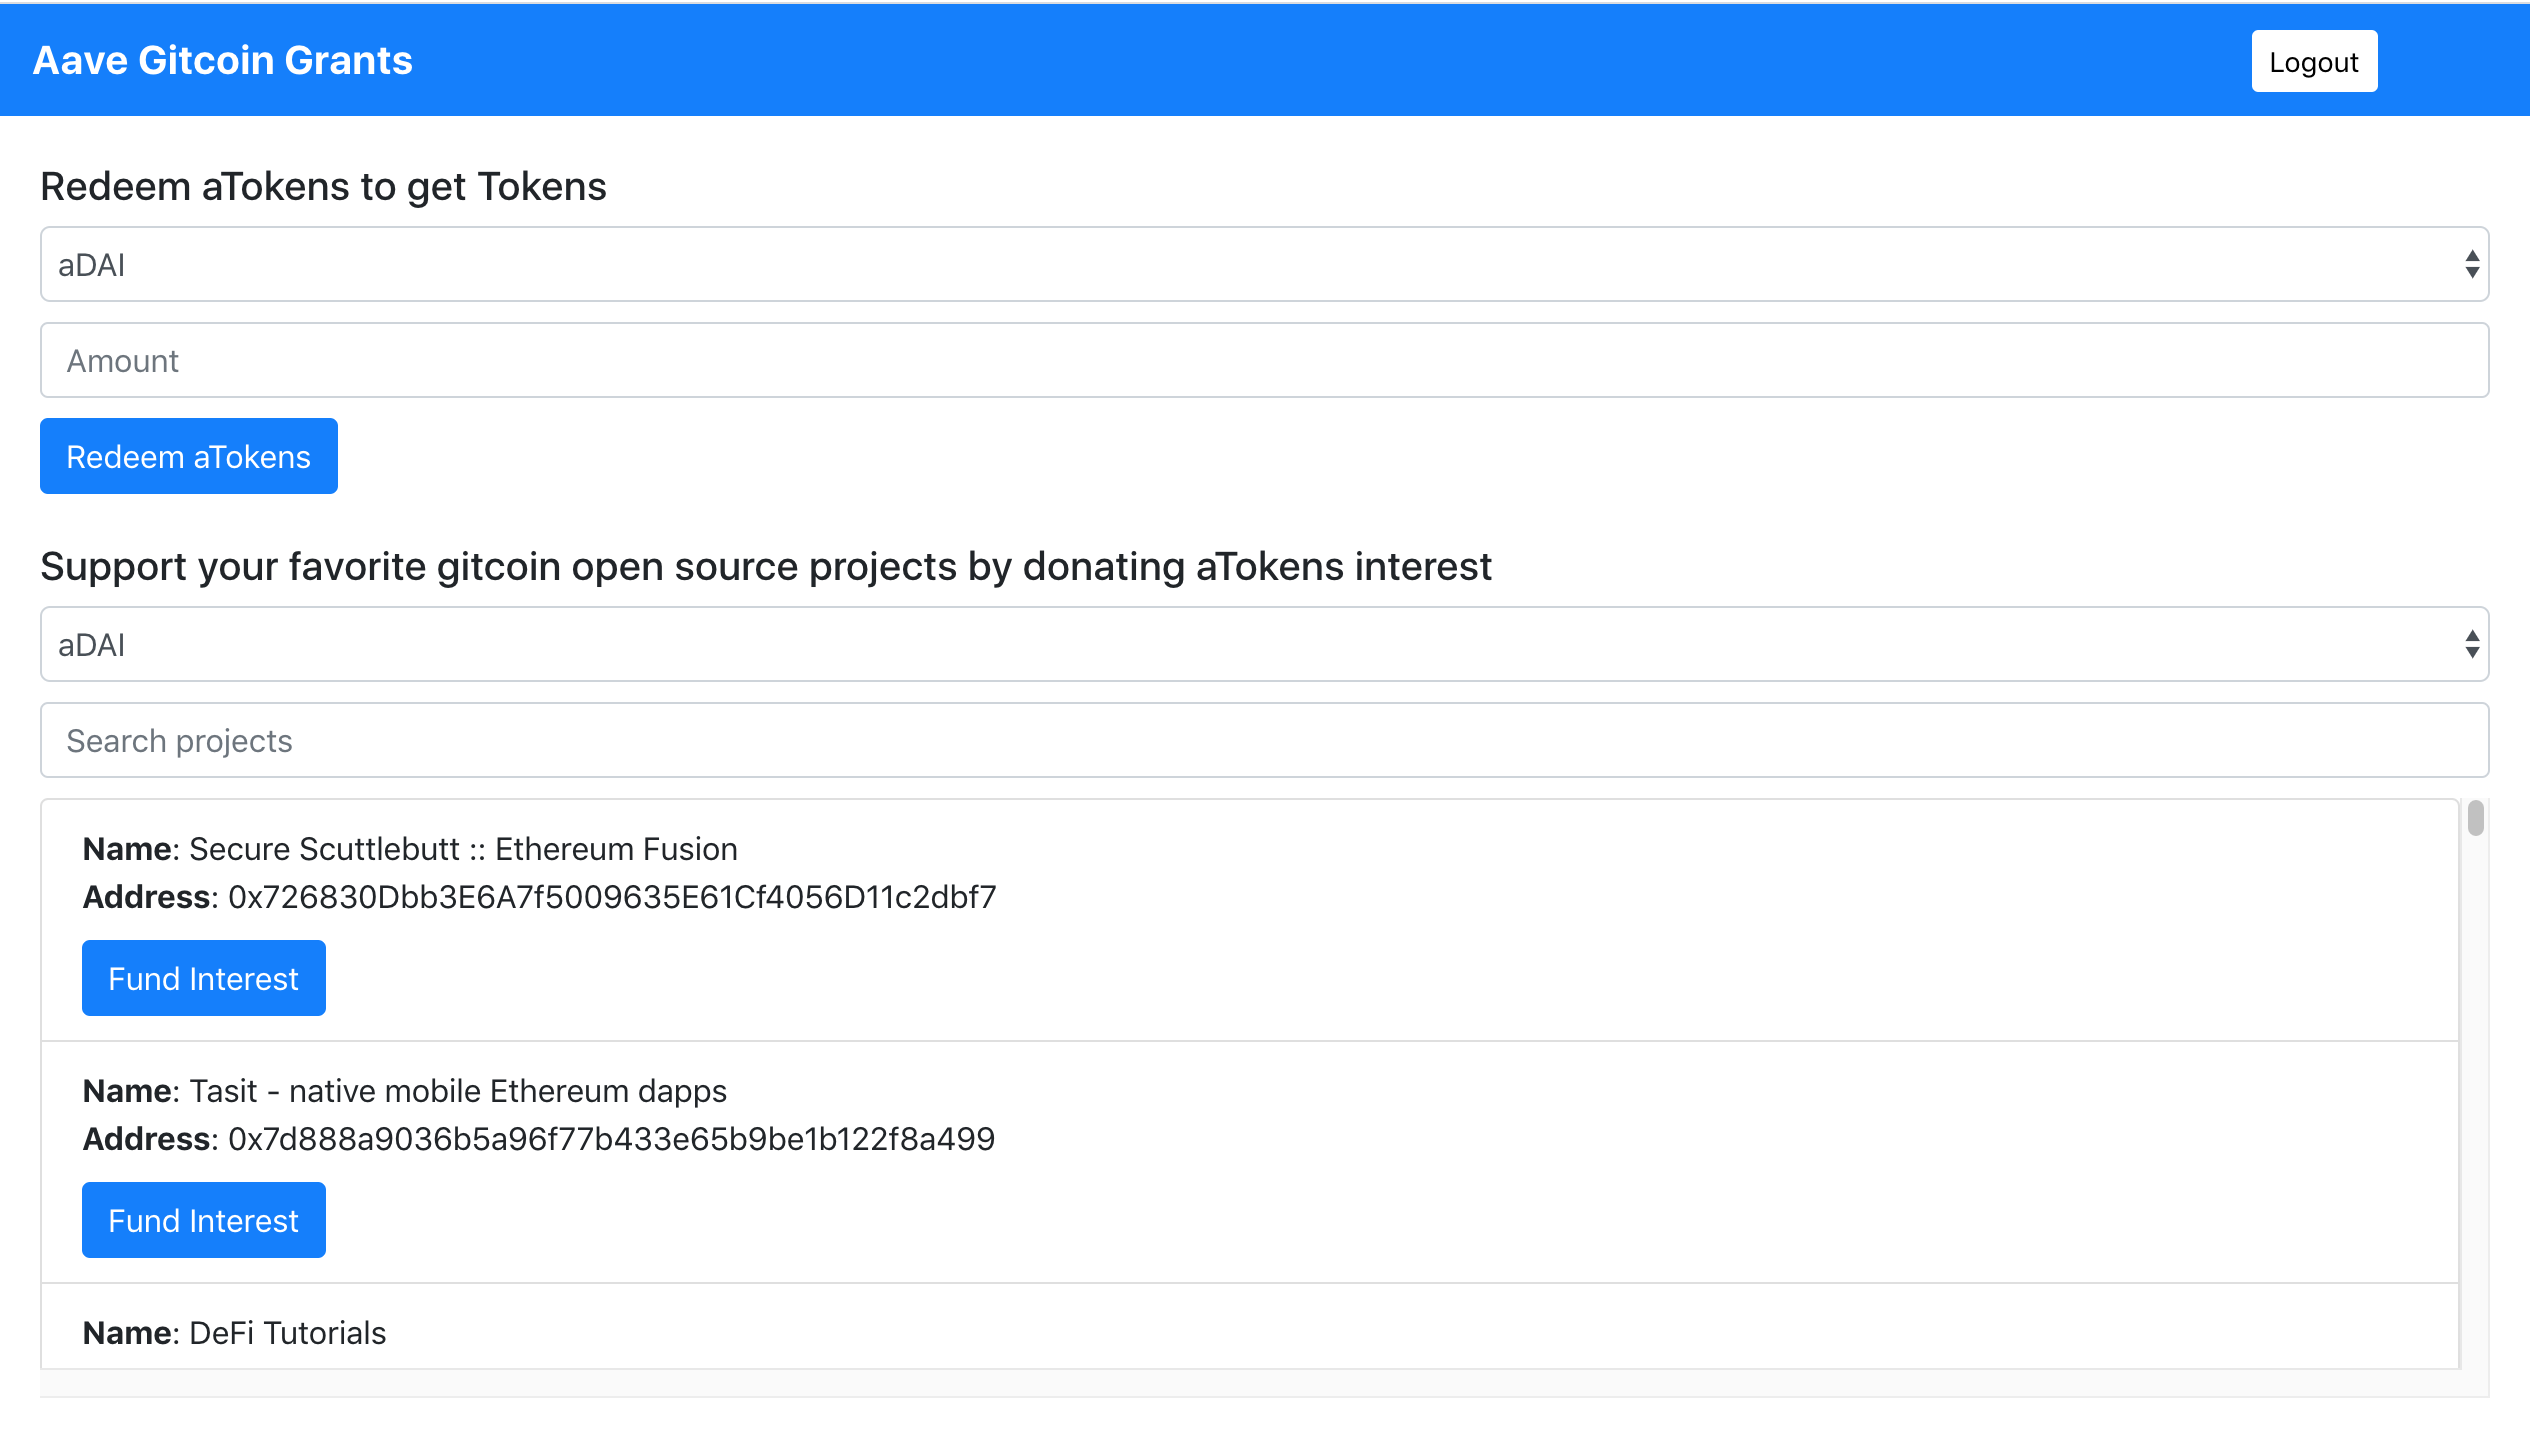 Aave Gitcoin Grants
Logout
Redeem aTokens to get Tokens
aDAI
Amount
Redeem aTokens
Support your favorite gitcoin open source projects by donating aTokens interest
aDAI
Search projects
Name: Secure Scuttlebutt :: Ethereum Fusion
Address: 0x726830Dbb3E6A7f5009635E61Cf4056D11c2dbf7
Fund Interest
Name: Tasit - native mobile Ethereum dapps
Address: 0x7d888a9036b5a96f77b433e65b9be1b122f8a499
Fund Interest
Name: DeFi Tutorials